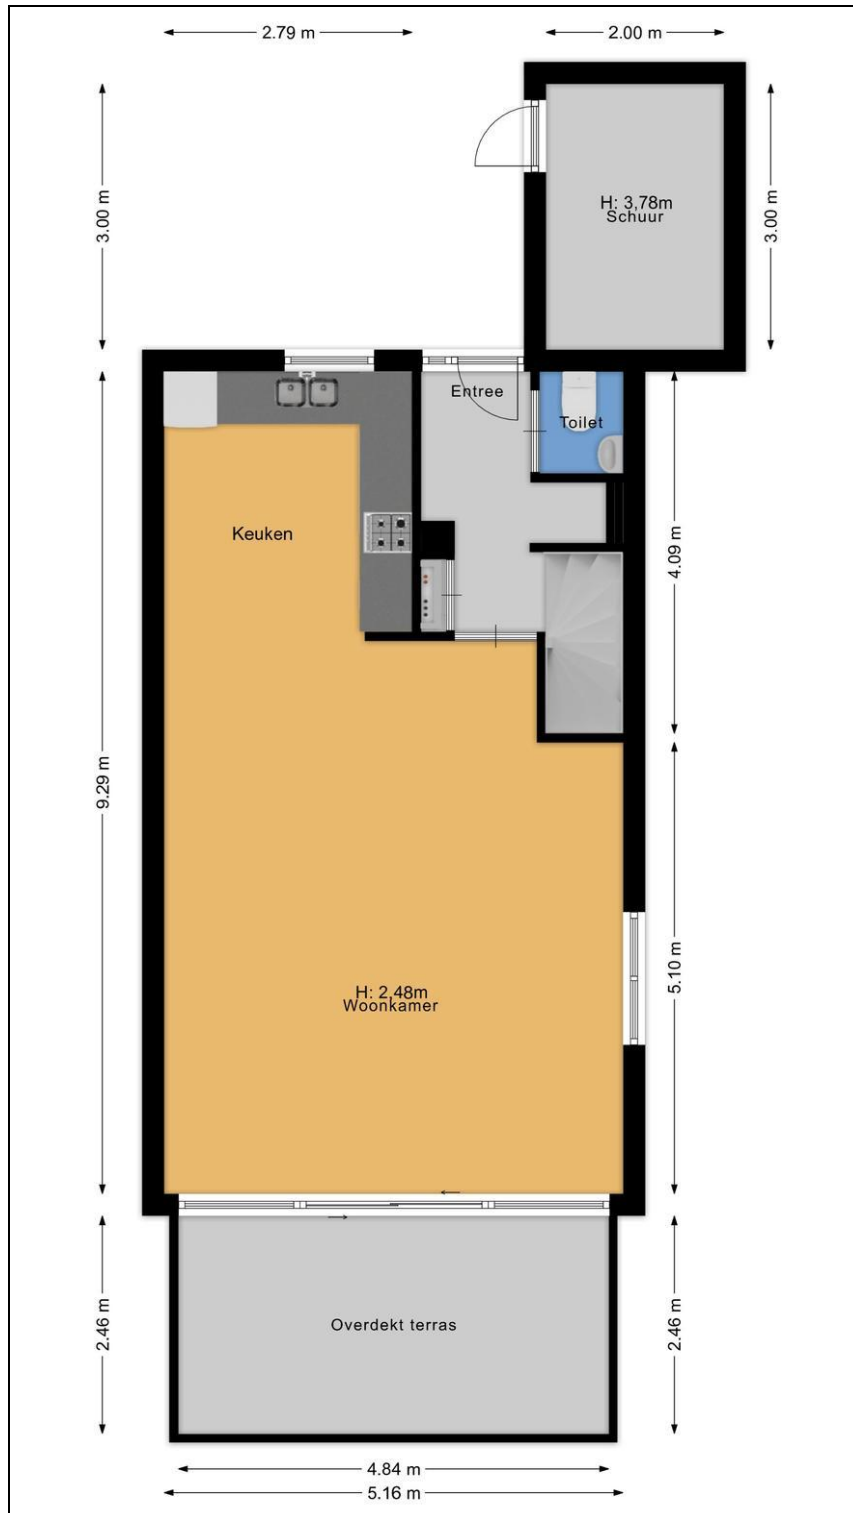 2.79 m
2.00 m
3.00 m
3.00 m
H: 3,78m
Schuur
Entree
Toilet
Keuken
4.09 m
9.29 m
5.10 m
H: 2,48m
Woonkamer
2.46 m
Overdekt terras
2.46 m
4.84 m
5.16 m